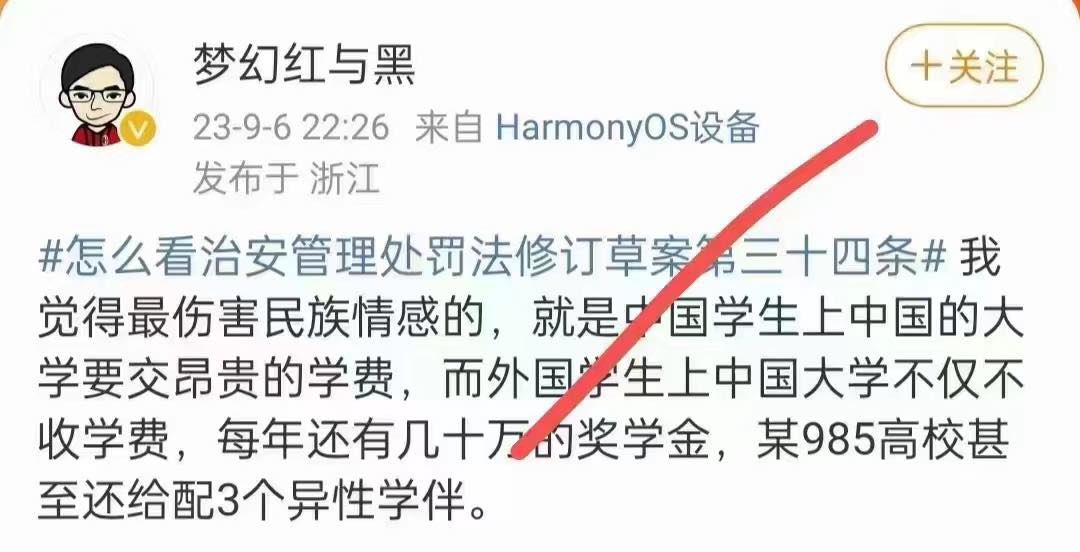 梦幻红与黑
十关注
23-9-6 22:26 来自 HarmonyOS设备
发布于 浙江
#怎么看治安管理处罚法修订草案第三十四条# 我
觉得最伤害民族情感的，就是中国学生上中国的大
学要交昂贵的学费，而外国学生上中国大学不仅不
收学费，每年还有几十万的奖学金，某985高校甚
至还给配3个异性学伴。